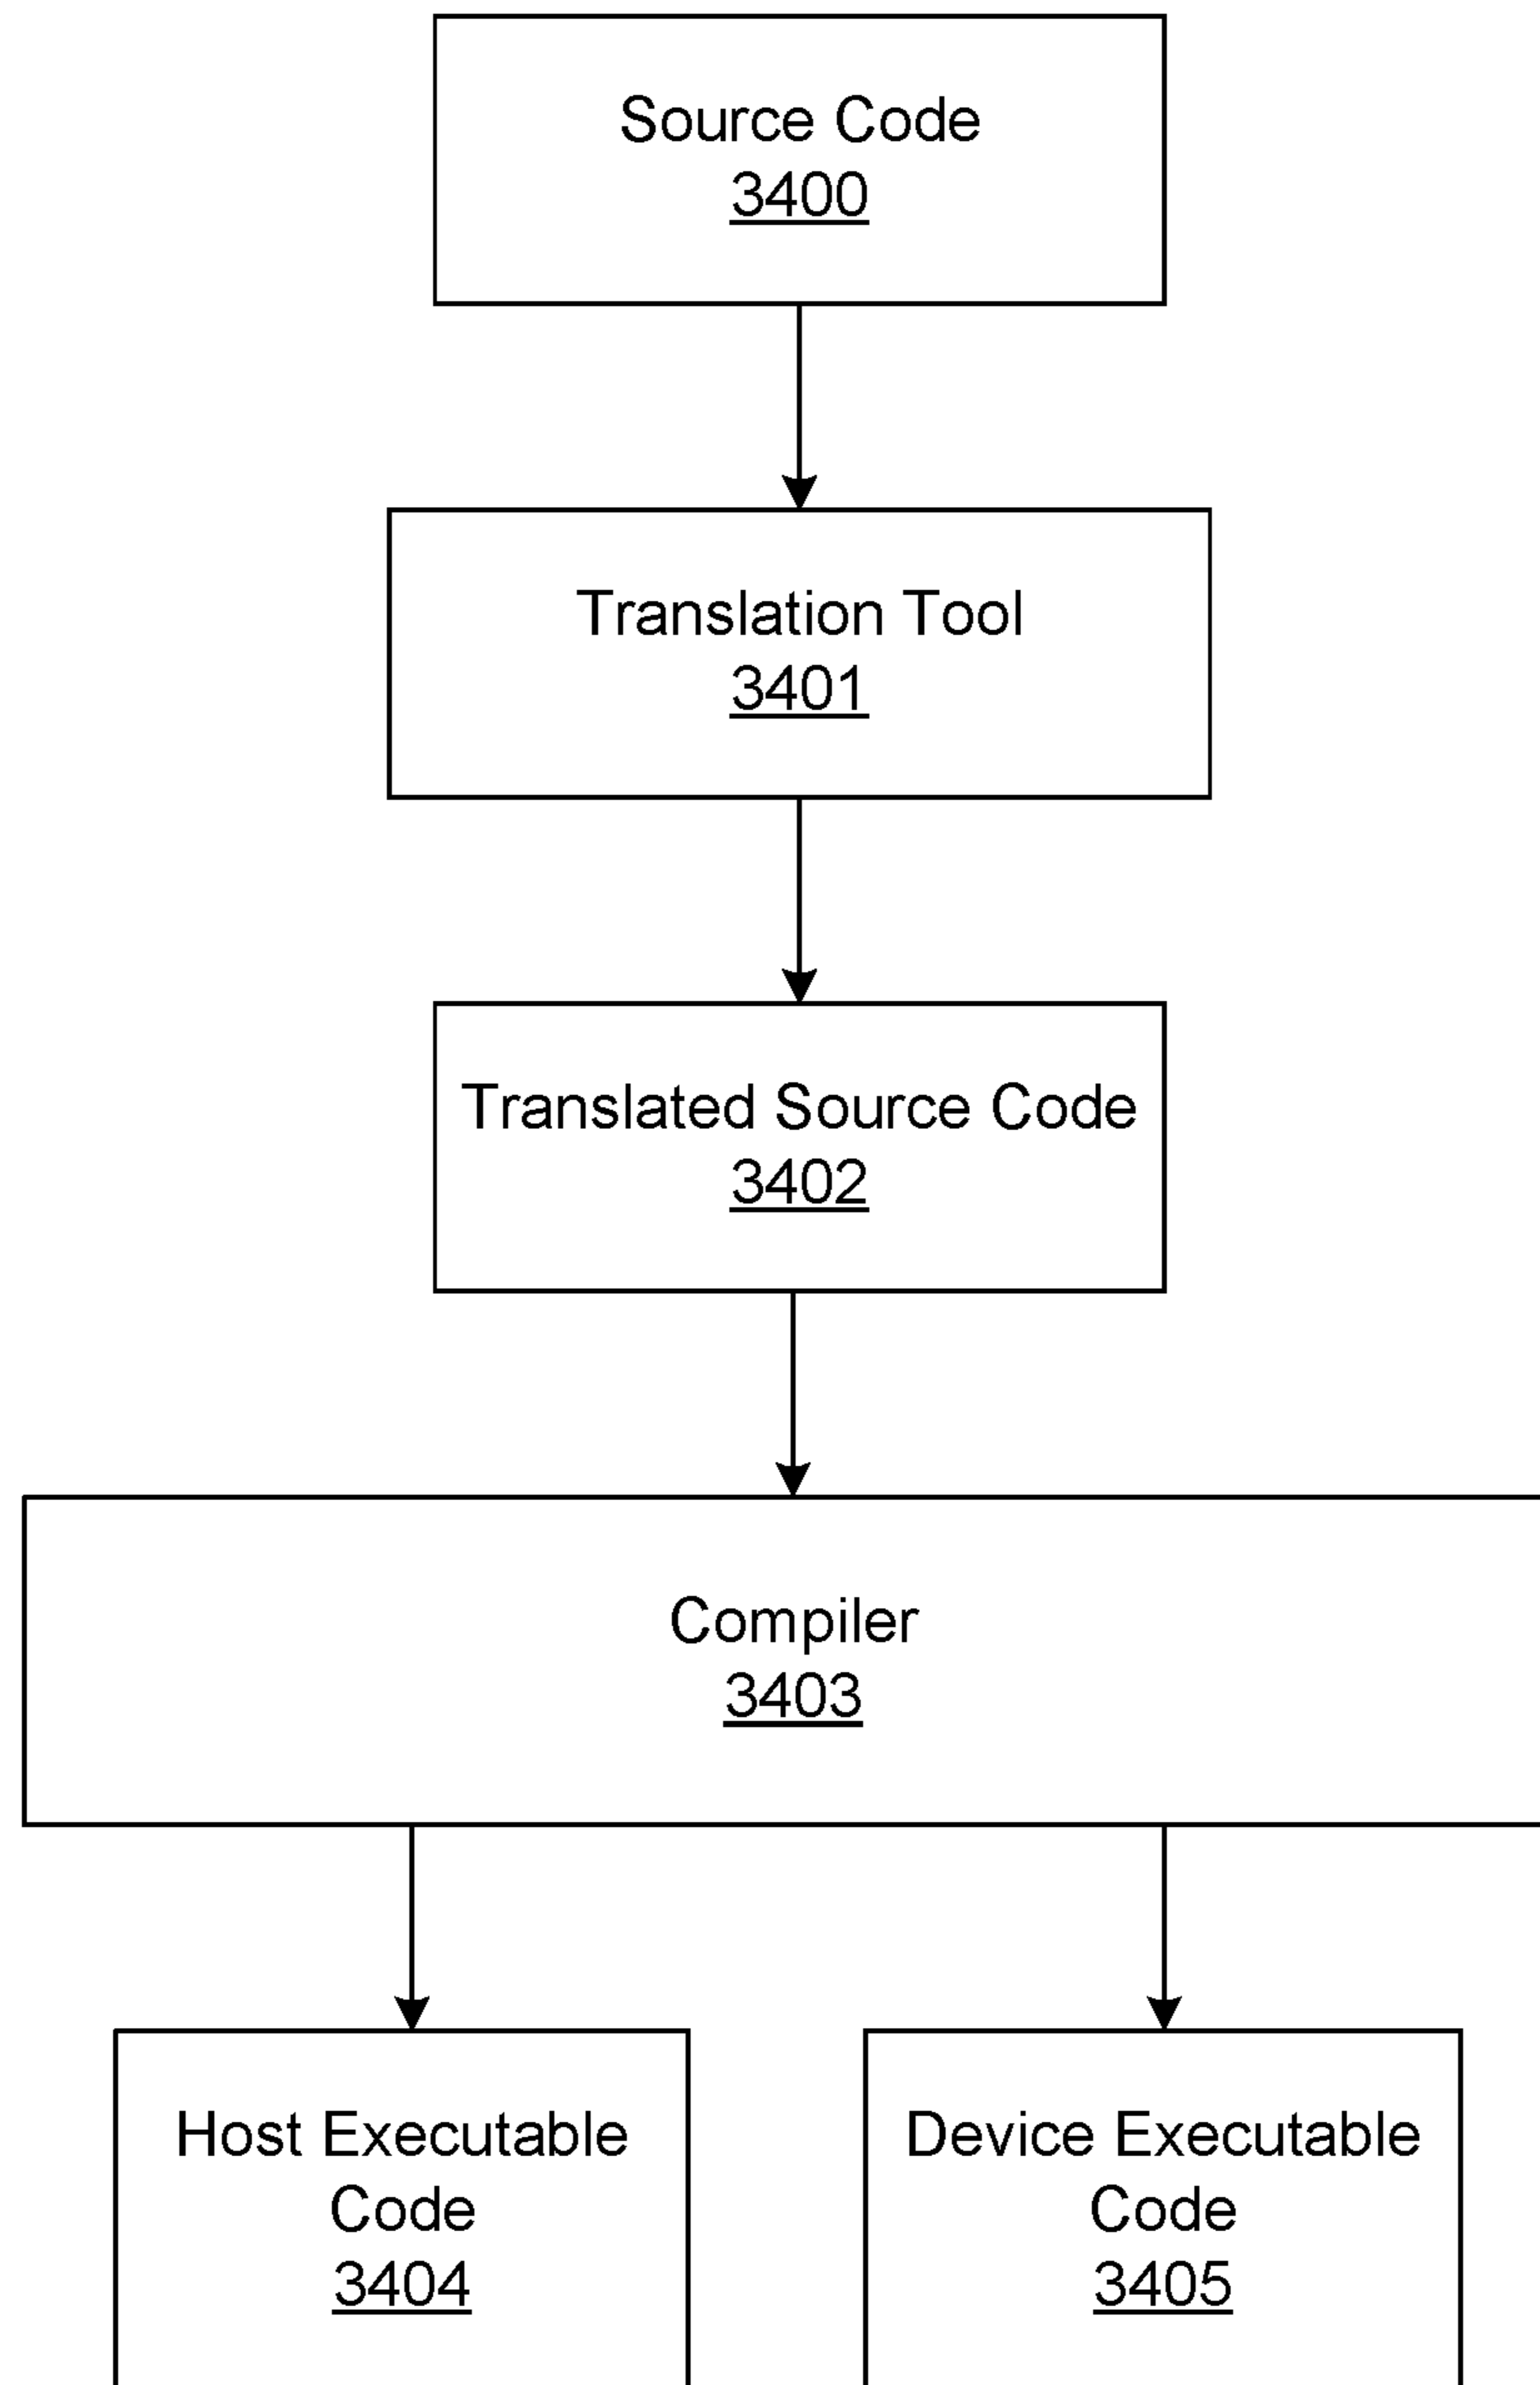 Source Code
3400
Translation Tool
3401
Translated Source Code
3402
Compiler
3403
Host Executable
Code
3404
Device Executable
Code
3405